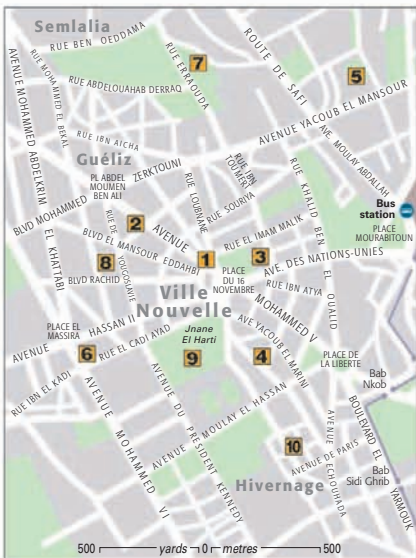 Semlalia
RUE BEN OEDDAMA
AVENUE MOHAMMED ABDELKRIM EL KHATTABI
RUE MOHAMMED EL BEKAL
RUE ABDELOUAHAB DERRAQ
RUE ERRAOUDA
7
ROUTE DE SAFI
5
AVENUE YACOUB EL MANSOUR
RUE IBN AICHA
Guéliz
PL ABDEL
MOUMEN
BEN ALI
BLVD MOHAMMED ZERKTOUNI
RUE LOUBNANE
RUE SOURIYA
RUE IBN
TOUMERT
AVE. MOULAY ABDALLAH
RUE KHALID BEN EL OUALID
Bus
station
PLACE
MOURABITOUN
2
AVENUE MOHAMMED V
RUE DE YOUGOSLAVIE
BLVD EL MANSOUR EDDAHBI
RUE EL IMAM MALIK
1
3
8
BLVD RACHID
PLACE
DU 16
NOVEMBRE
AVE. DES NATIONS-UNIES
RUE IBN ATYA
Ville
Nouvelle
PLACE EL
MASSIRA
AVENUE HASSAN II
RUE EL CADI AYAD
Jnane
El Harti
9
AVE YACOUB EL MARINI
4
PLACE DE
LA LIBERTE
6
RUE IBN EL KADI
Bab
Nkob
AVENUE MOHAMMED VI
AVENUE DU PRESIDENT KENNEDY
AVENUE MOULAY EL HASSAN
10
AVENUE DE PARIS
AVENUE ECHOUHADA
BOULEVARD EL YARMOUK
Bab
Sidi Ghrib
Hivernage
500 yards 0 metres 500